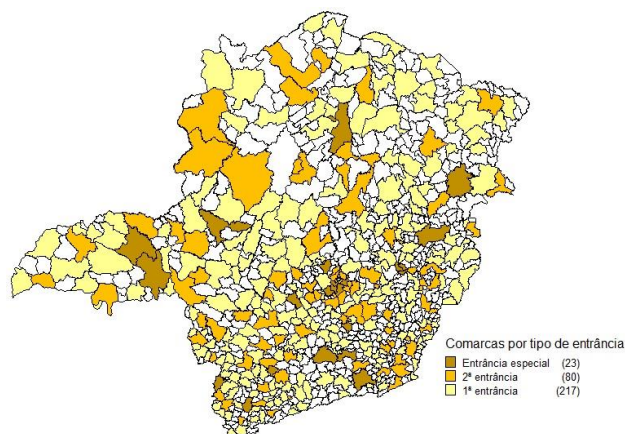 Comarcas por tipo de entrância
Entrância especial (23)
2ª entrância (80)
1ª entrância (217)